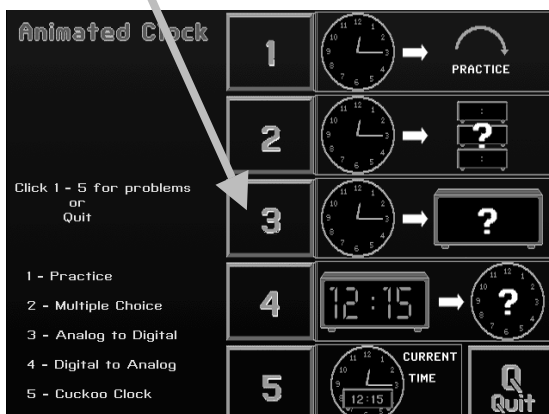 Animated Clock
Click 1 - 5 for problems
or
Quit
1 - Practice
2 - Multiple Choice
3 - Analog to Digital
4 - Digital to Analog
5 - Cuckoo Clock
1
PRACTICE
2
?
3
?
4
12:15
?
5
12:15
CURRENT
TIME
Q
Quit